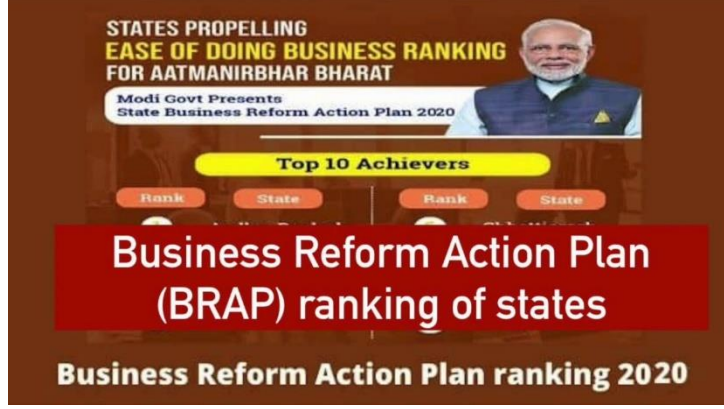 STATES PROPELLING
EASE OF DOING BUSINESS RANKING
FOR AATMANIRBHAR BHARAT
Modi Govt Presents
State Business Reform Action Plan 2020
Top 10 Achievers
Rank State Rank State
Business Reform Action Plan
(BRAP) ranking of states
Business Reform Action Plan ranking 2020